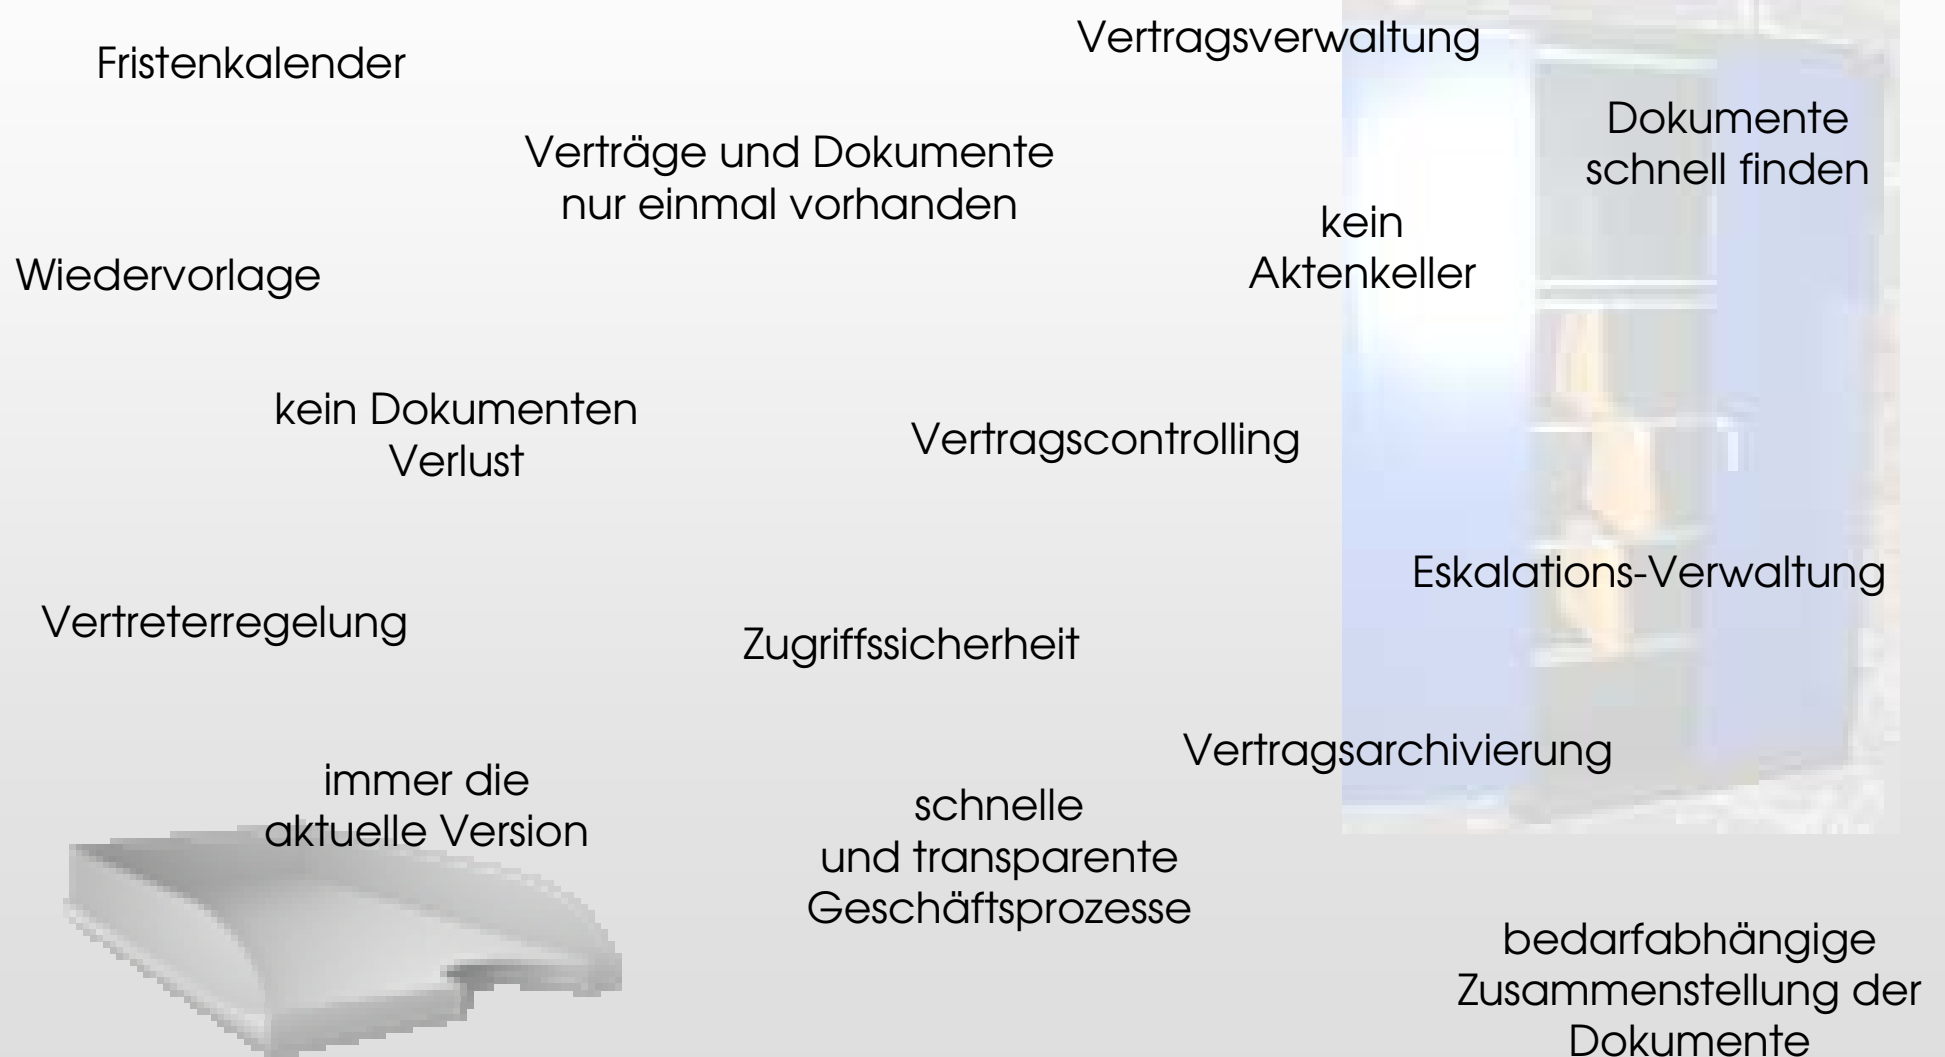 Fristenkalender
Vertragsverwaltung
Dokumente
schnell finden
Verträge und Dokumente
nur einmal vorhanden
kein
Aktenkeller
Wiedervorlage
kein Dokumenten
Verlust
Vertragscontrolling
Eskalations-Verwaltung
Vertreterregelung
Zugriffssicherheit
Vertragsarchivierung
immer die
aktuelle Version
schnelle
und transparente
Geschäftsprozesse
bedarfabhängige
Zusammenstellung der
Dokumente